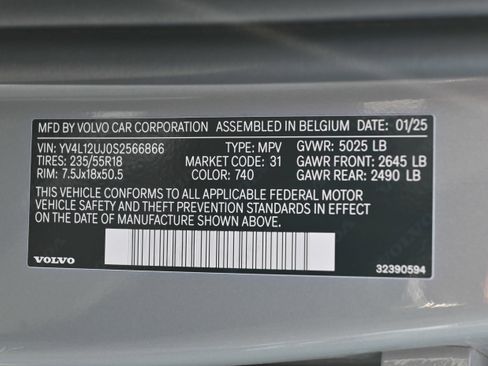 MFD BY VOLVO CAR CORPORATION ASSEMBLED IN BELGIUM DATE: 01/25
VIN: YV4L12UJ0S2566866 TYPE: MPV GVWR: 5025 LB
TIRES: 235/55R18 MARKET CODE: 31 GAWR FRONT: 2645 LB
RIM: 7.5Jx18x50.5 COLOR: 740 GAWR REAR: 2490 LB
THIS VEHICLE CONFORMS TO ALL APPLICABLE FEDERAL MOTOR
VEHICLE SAFETY AND THEFT PREVENTION STANDARDS IN EFFECT
ON THE DATE OF MANUFACTURE SHOWN ABOVE.
VOLVO 32390594